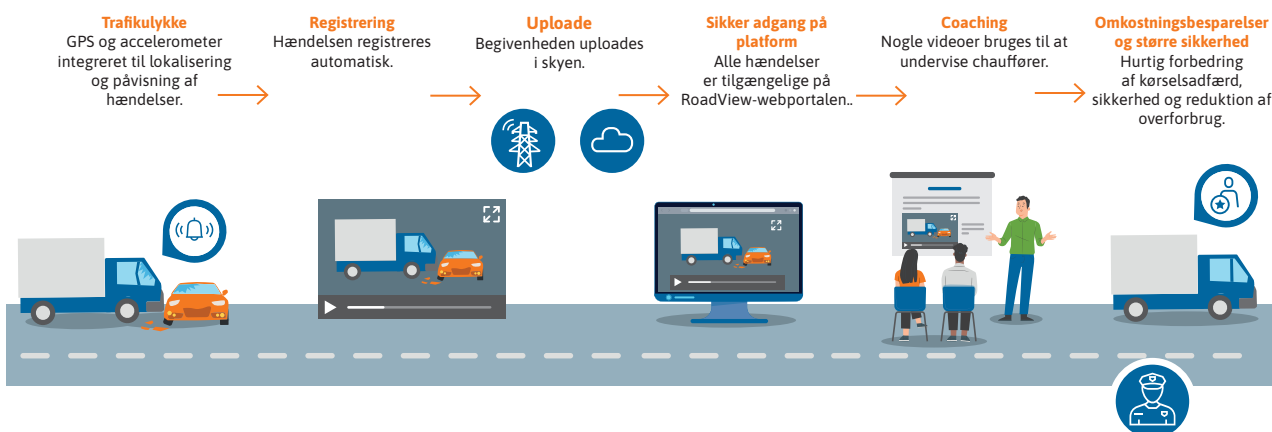 Trafikulykke
GPS og accelerometer
integreret til lokalisering
og påvisning af
hændelser.
Registrering
Hændelsen registreres
automatisk.
Uploade
Begivenheden uploades
i skyen.
Sikker adgang på
platform
Alle hændelser
er tilgængelige på
RoadView-webportalen..
Coaching
Nogle videoer bruges til at
undervise chauffører.
Omkostningsbesparelser
og større sikkerhed
Hurtig forbedring
af kørselsadfærd,
sikkerhed og reduktion af
overforbrug.